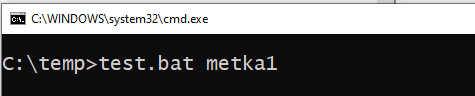 C:\WINDOWS\system32\cmd.exe
C:\temp>test.bat metka1